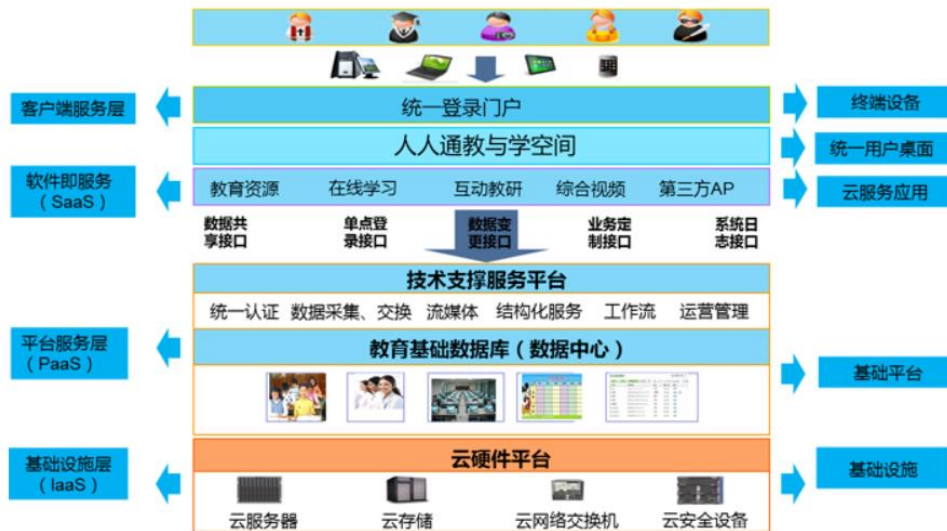 客户端服务层
统一登录门户
终端设备
人人通教与学空间
统一用户桌面
软件即服务
（SaaS）
教育资源 在线学习 互动教研 综合视频 第三方AP
云服务应用
数据共
享接口
单点登
录接口
数据变
更接口
业务定
制接口
系统日
志接口
技术支撑服务平台
统一认证 数据采集、交换 流媒体 结构化服务 工作流 运营管理
平台服务层
（PaaS）
教育基础数据库（数据中心）
基础平台
基础设施层
（IaaS）
云硬件平台
基础设施
云服务器 云存储 云网络交换机 云安全设备